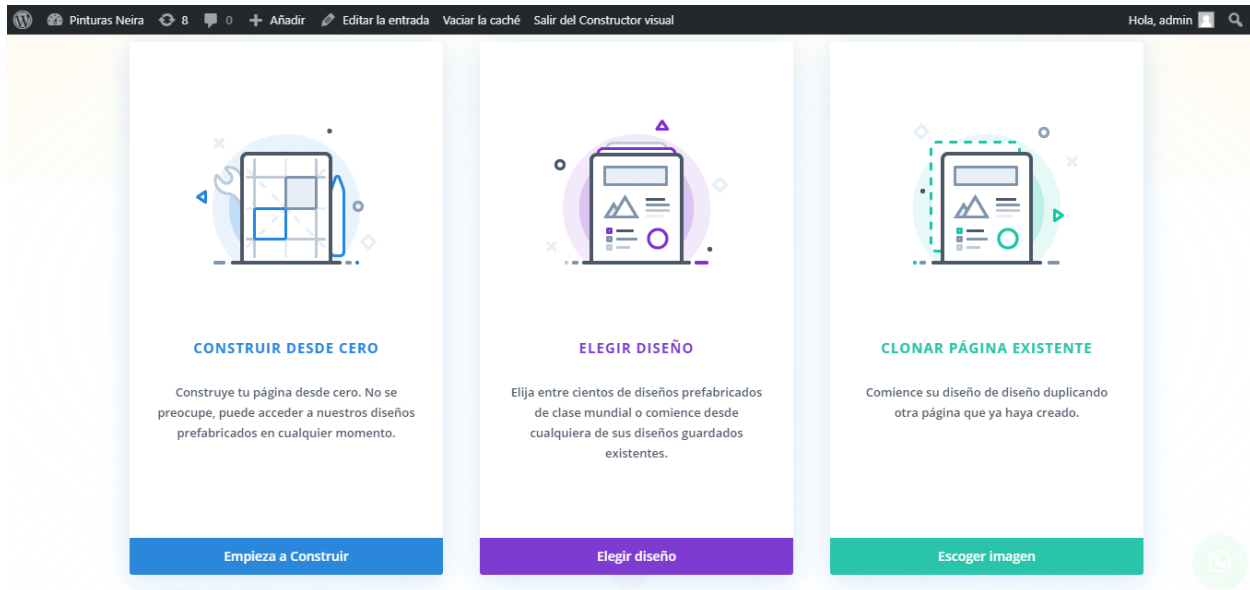 Pinturas Neira 8 0 Añadir Editar la entrada Vaciar la caché Salir del Constructor visual Hola, admin
CONSTRUIR DESDE CERO
Construye tu página desde cero. No se
preocupe, puede acceder a nuestros diseños
prefabricados en cualquier momento.
Empieza a Construir
ELEGIR DISEÑO
Elija entre cientos de diseños prefabricados
de clase mundial o comience desde
cualquiera de sus diseños guardados
existentes.
Elegir diseño
CLONAR PÁGINA EXISTENTE
Comience su diseño de diseño duplicando
otra página que ya haya creado.
Escoger imagen